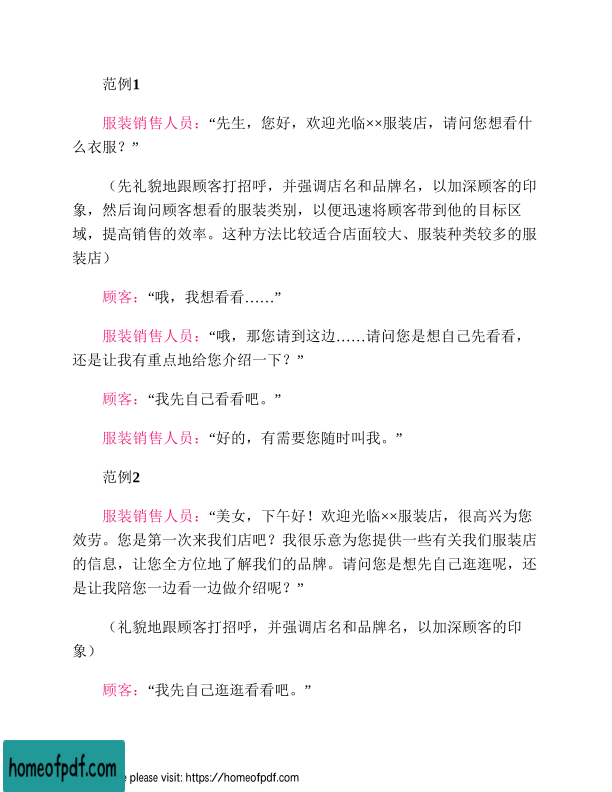 范例1
服装销售人员：“先生，您好，欢迎光临××服装店，请问您想看什
么衣服？”
（先礼貌地跟顾客打招呼，并强调店名和品牌名，以加深顾客的印
象，然后询问顾客想看的服装类别，以便迅速将顾客带到他的目标区
域，提高销售的效率。这种方法比较适合店面较大、服装种类较多的服
装店）
顾客：“哦，我想看看……”
服装销售人员：“哦，那您请到这边……请问您是想自己先看看，
还是让我有重点地给您介绍一下？”
顾客：“我先自己看看吧。”
服装销售人员：“好的，有需要您随时叫我。”
范例2
服装销售人员：“美女，下午好！欢迎光临××服装店，很高兴为您
效劳。您是第一次来我们店吧？我很乐意为您提供一些有关我们服装店
的信息，让您全方位地了解我们的品牌。请问您是想先自己逛逛呢，还
是让我陪您一边看一边做介绍呢？”
（礼貌地跟顾客打招呼，并强调店名和品牌名，以加深顾客的印
象）
顾客：“我先自己逛逛看看吧。”
homeofpdf.com
please visit: https://homeofpdf.com